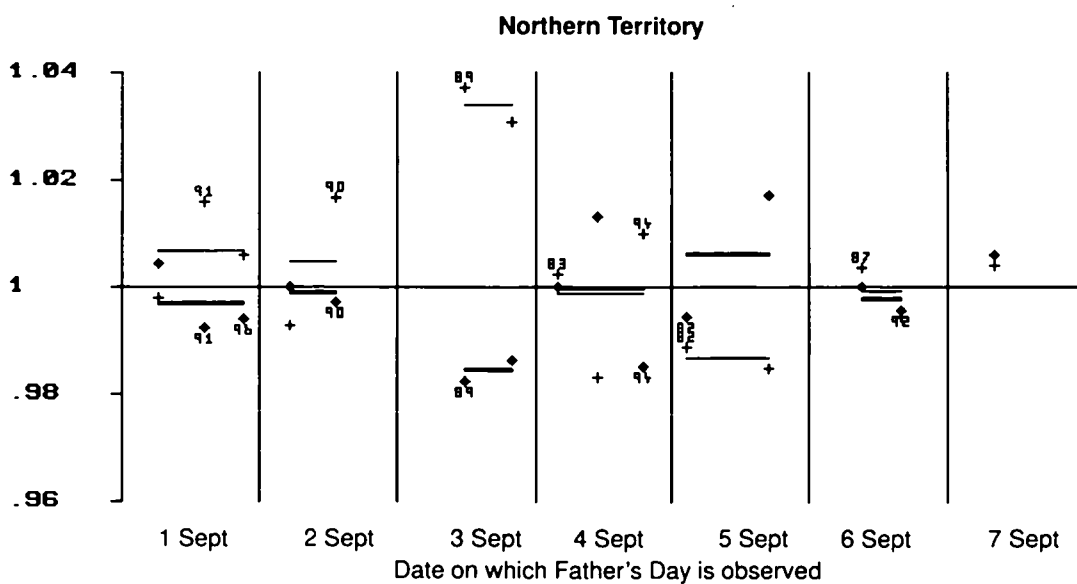 Northern Territory
1.04
89
1.02
91
90
94
83
87
1
82
91
96
90
92
.98
89
94
.96
1 Sept
2 Sept
3 Sept
4 Sept
5 Sept
6 Sept
7 Sept
Date on which Father's Day is observed